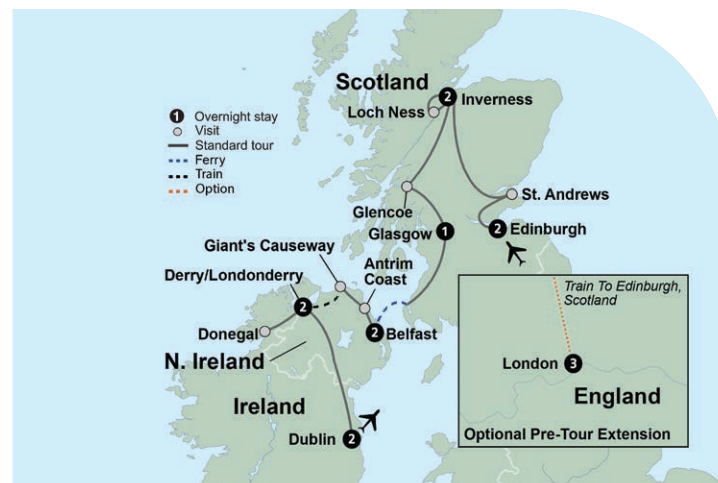 Scotland
2
Inverness
Loch Ness
1
Overnight stay
Visit
Standard tour
Ferry
Train
Option
St. Andrews
Glencoe
Glasgow
1
2
Edinburgh
Giant's Causeway
Antrim
Coast
Derry/Londonderry
2
Donegal
2
Belfast
N. Ireland
Ireland
Dublin
2
Train To Edinburgh,
Scotland
London
3
England
Optional Pre-Tour Extension